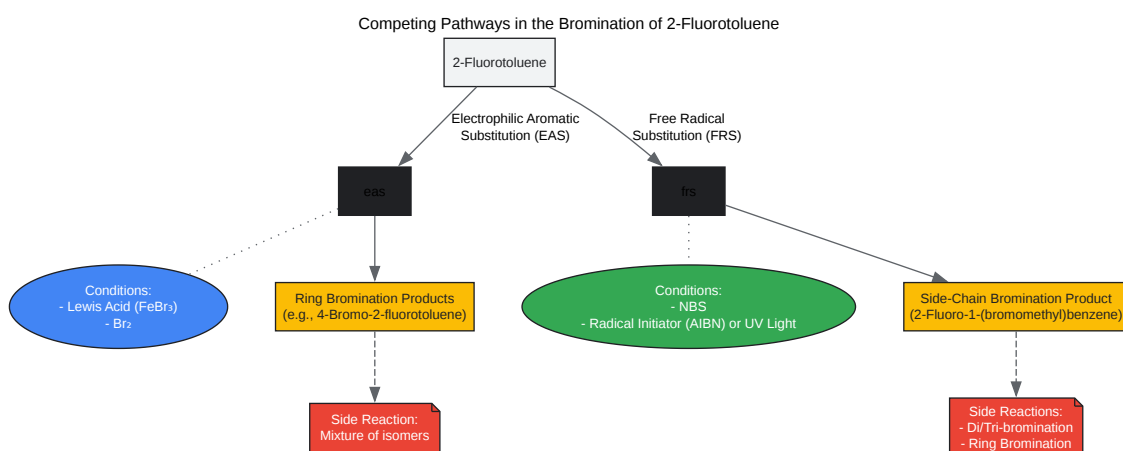 Competing Pathways in the Bromination of 2-Fluorotoluene
2-Fluorotoluene
Electrophilic Aromatic
Substitution (EAS)
Free Radical
Substitution (FRS)
eas
frs
Conditions:
- Lewis Acid (FeBr₃)
- Br₂
Ring Bromination Products
(e.g., 4-Bromo-2-fluorotoluene)
Conditions:
- NBS
- Radical Initiator (AIBN) or UV Light
Side-Chain Bromination Product
(2-Fluoro-1-(bromomethyl)benzene)
Side Reaction:
Mixture of isomers
Side Reactions:
- Di/Tri-bromination
- Ring Bromination